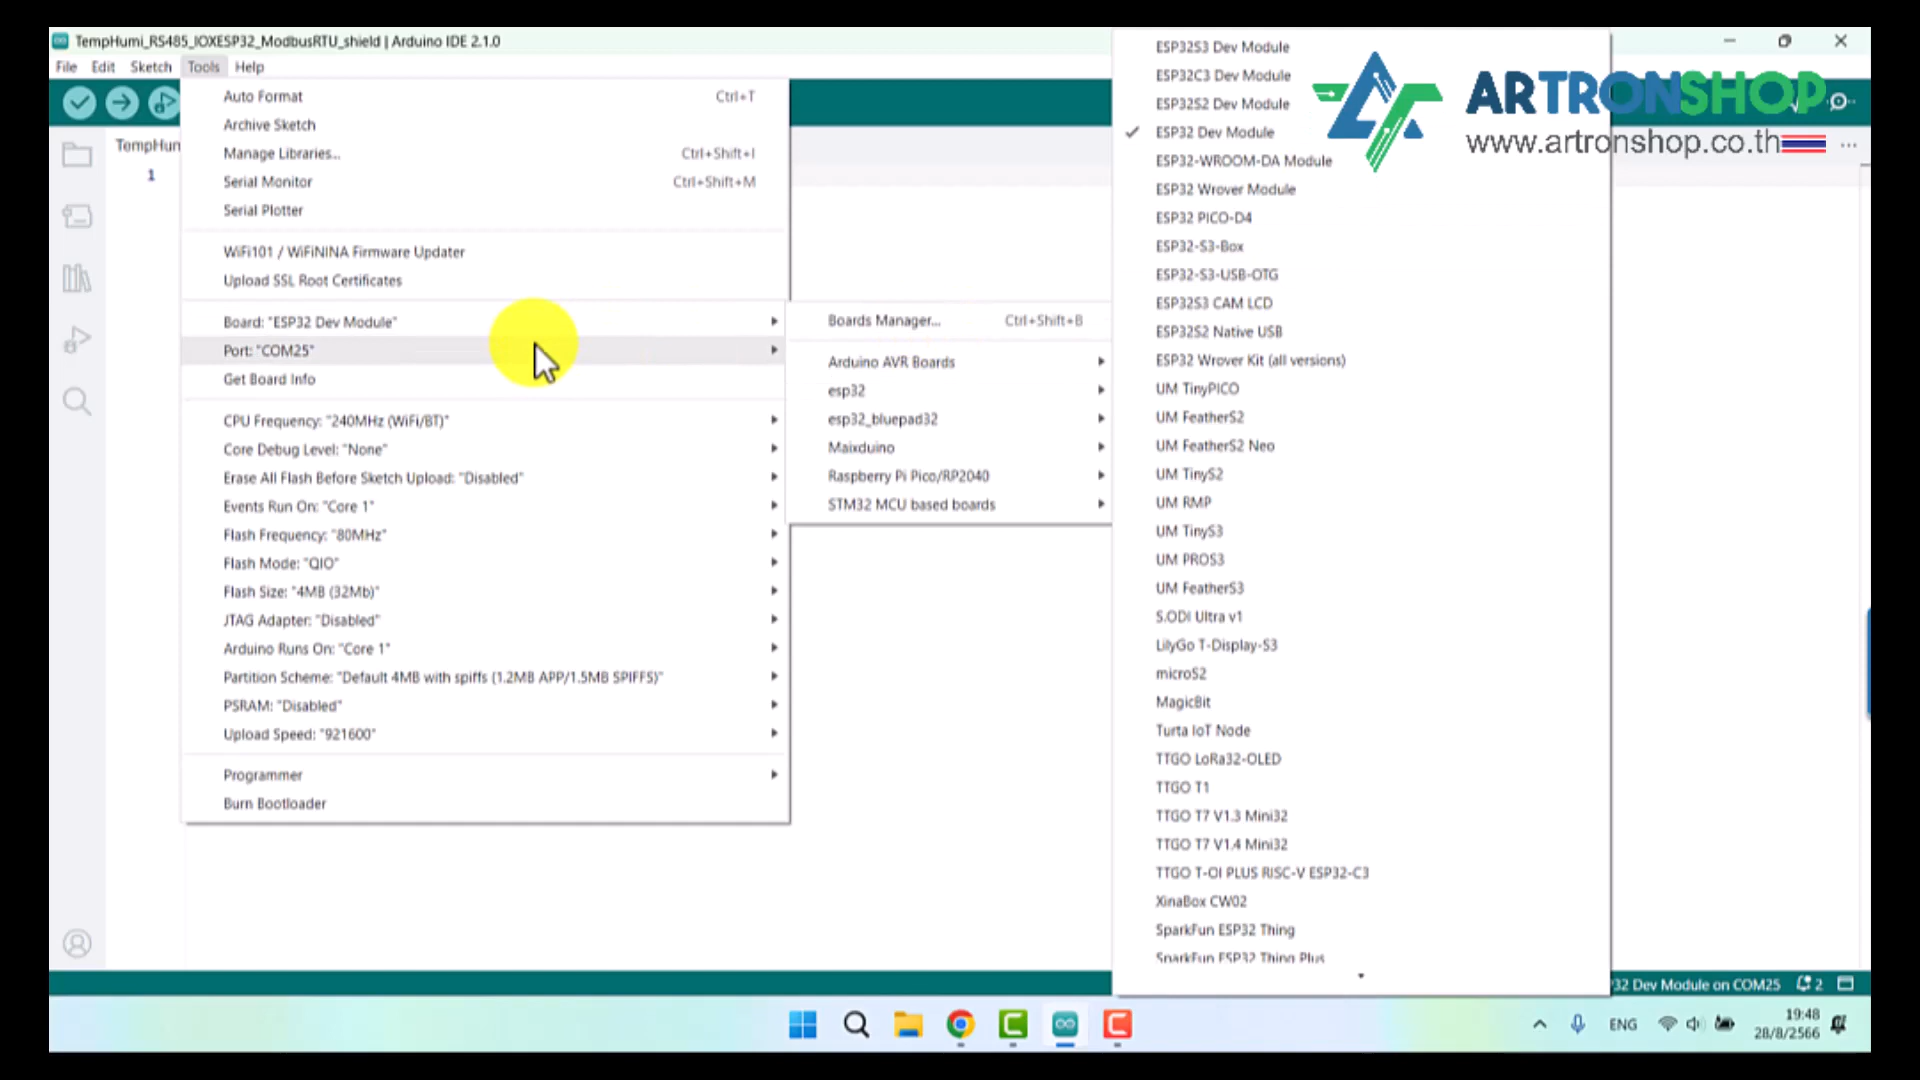 TempHumi_RS485_IOXESP32_ModbusRTU_shield | Arduino IDE 2.1.0
File Edit Sketch Tools Help
TempHum
1
Auto Format Ctrl+T
Archive Sketch
Manage Libraries... Ctrl+Shift+I
Serial Monitor Ctrl+Shift+M
Serial Plotter
WiFi101 / WiFiNINA Firmware Updater
Upload SSL Root Certificates
Board: "ESP32 Dev Module"
Port: "COM25"
Get Board Info
CPU Frequency: "240MHz (WiFi/BT)"
Core Debug Level: "None"
Erase All Flash Before Sketch Upload: "Disabled"
Events Run On: "Core 1"
Flash Frequency: "80MHz"
Flash Mode: "QIO"
Flash Size: "4MB (32Mb)"
JTAG Adapter: "Disabled"
Arduino Runs On: "Core 1"
Partition Scheme: "Default 4MB with spiffs (1.2MB APP/1.5MB SPIFFS)"
PSRAM: "Disabled"
Upload Speed: "921600"
Programmer
Burn Bootloader
Boards Manager... Ctrl+Shift+B
Arduino AVR Boards
esp32
esp32_bluepad32
Maixduino
Raspberry Pi Pico/RP2040
STM32 MCU based boards
ESP32S3 Dev Module
ESP32C3 Dev Module
ESP32S2 Dev Module
ESP32 Dev Module
ESP32-WROOM-DA Module
ESP32 Wrover Module
ESP32 PICO-D4
ESP32-S3-Box
ESP32-S3-USB-OTG
ESP32S3 CAM LCD
ESP32S2 Native USB
ESP32 Wrover Kit (all versions)
UM TinyPICO
UM FeatherS2
UM FeatherS2 Neo
UM TinyS2
UM RMP
UM TinyS3
UM PROS3
UM FeatherS3
S.ODI Ultra v1
LilyGo T-Display-S3
microS2
MagicBit
Turta IoT Node
TTGO LoRa32-OLED
TTGO T1
TTGO T7 V1.3 Mini32
TTGO T7 V1.4 Mini32
TTGO T-OI PLUS RISC-V ESP32-C3
XinaBox CW02
SparkFun ESP32 Thing
SparkFun ESP32 Thing Plus
ARTRONSHOP
www.artronshop.co.th
32 Dev Module on COM25 2
ENG
19:48
28/8/2566